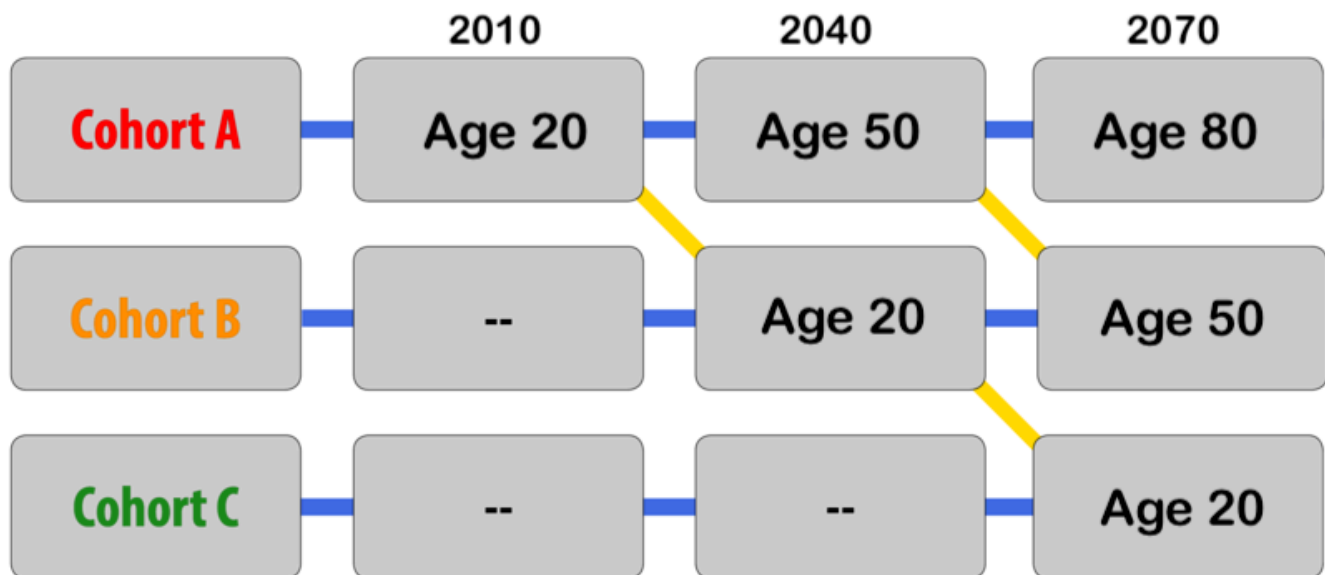 2010 2040 2070
Cohort A Age 20 Age 50 Age 80
Cohort B -- Age 20 Age 50
Cohort C -- -- Age 20